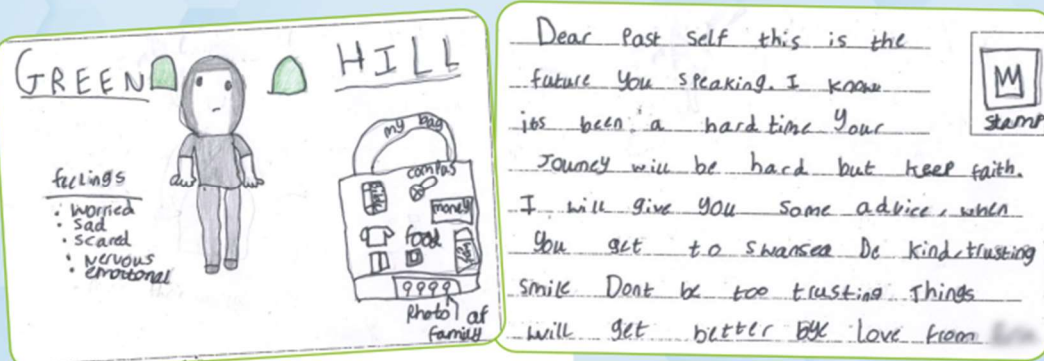 GREEN HILL
feelings
worried
sad
scared
nervous
emotional
my bag
compas
money
food
Photo of
family
Dear Past self this is the
future you speaking. I know
its been a hard time your
Journey will be hard but keep faith.
I will give you some advice, when
you get to swansea be kind, trusting
smile Dont be too trusting Things
will get better bye love from
stamp